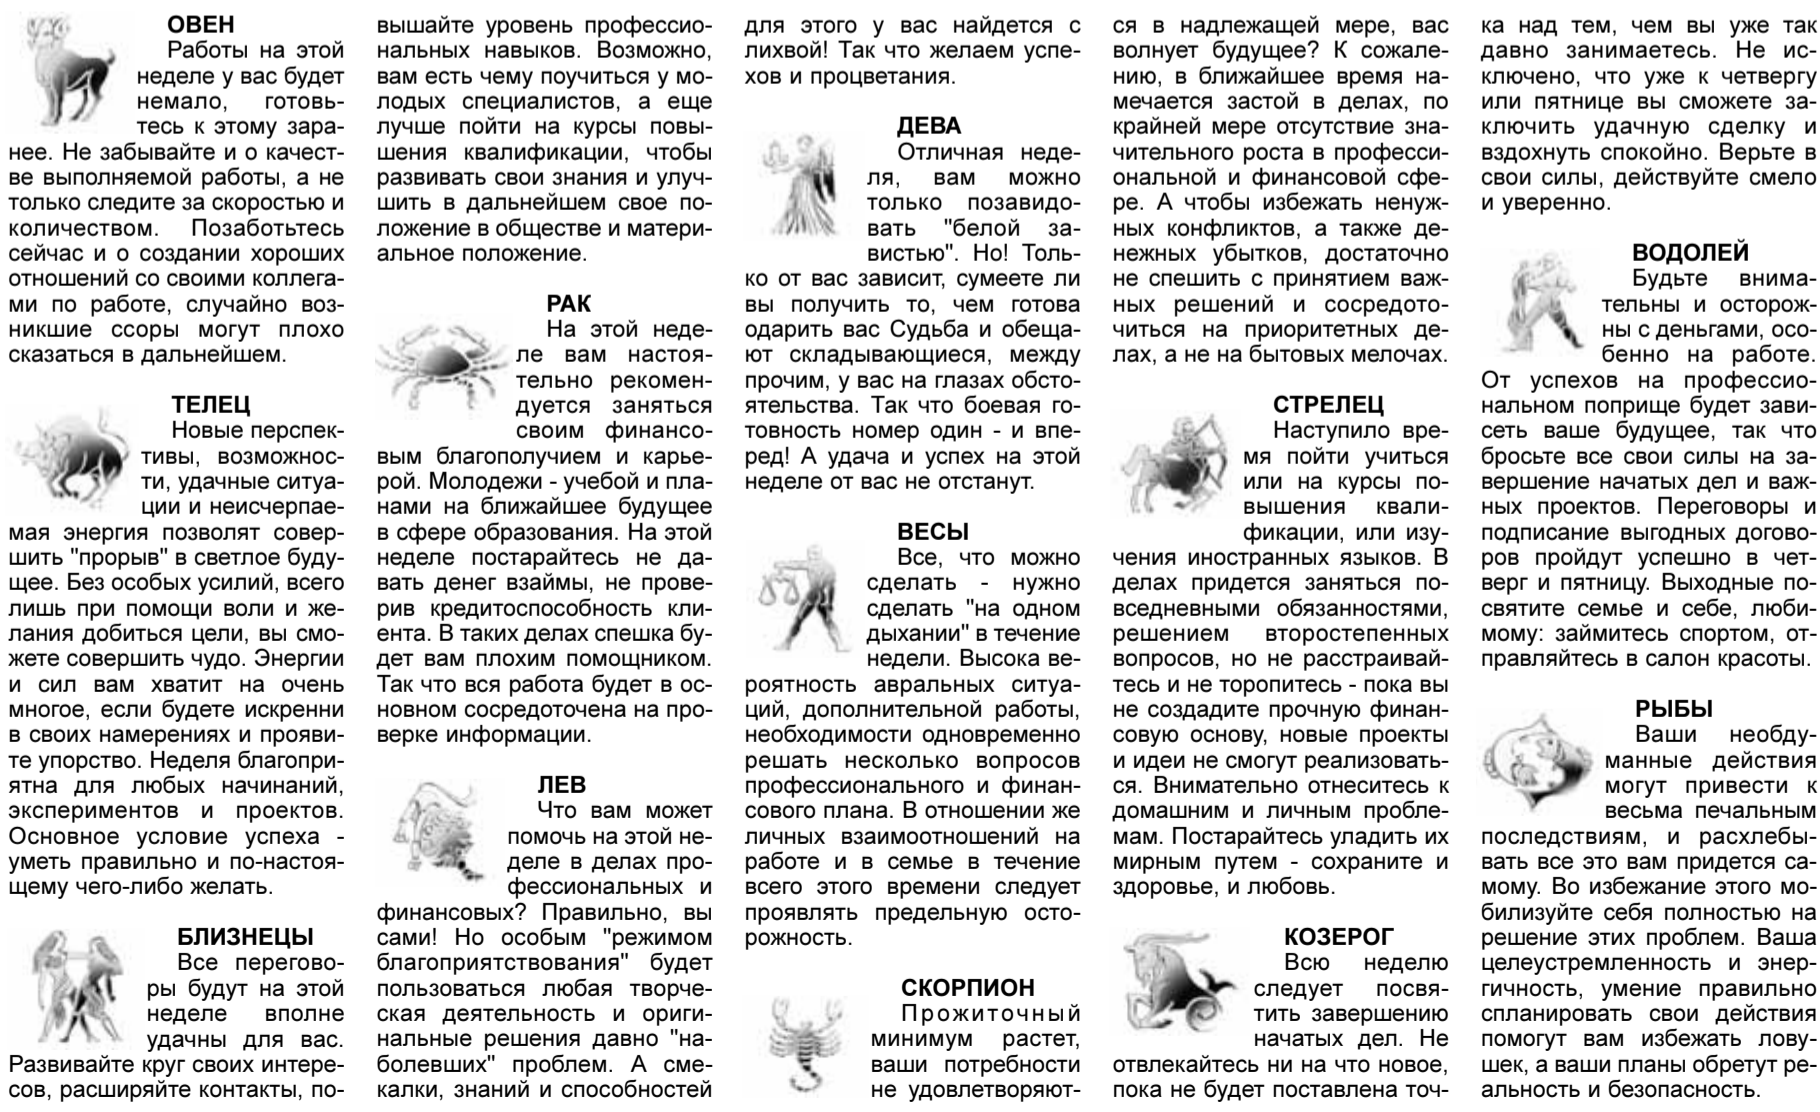 ОВЕН
Работы на этой
неделе у вас будет
немало, готовь-
тесь к этому зара-
нее. Не забывайте и о качест-
ве выполняемой работы, а не
только следите за скоростью и
количеством. Позаботьтесь
сейчас и о создании хороших
отношений со своими коллега-
ми по работе, случайно воз-
никшие ссоры могут плохо
сказаться в дальнейшем.
ТЕЛЕЦ
Новые перспек-
тивы, возможнос-
ти, удачные ситуа-
ции и неисчерпае-
мая энергия позволят совер-
шить "прорыв" в светлое буду-
щее. Без особых усилий, всего
лишь при помощи воли и же-
лания добиться цели, вы смо-
жете совершить чудо. Энергии
и сил вам хватит на очень
многое, если будете искренни
в своих намерениях и прояви-
те упорство. Неделя благопри-
ятна для любых начинаний,
экспериментов и проектов.
Основное условие успеха -
уметь правильно и по-настоя-
щему чего-либо желать.
БЛИЗНЕЦЫ
Все перегово-
ры будут на этой
неделе вполне
удачны для вас.
Развивайте круг своих интере-
сов, расширяйте контакты, по-
вышайте уровень профессио-
нальных навыков. Возможно,
вам есть чему поучиться у мо-
лодых специалистов, а еще
лучше пойти на курсы повы-
шения квалификации, чтобы
развивать свои знания и улуч-
шить в дальнейшем свое по-
ложение в обществе и матери-
альное положение.
РАК
На этой неде-
ле вам настоя-
тельно рекомен-
дуется заняться
своим финансо-
вым благополучием и карье-
рой. Молодежи - учебой и пла-
нами на ближайшее будущее
в сфере образования. На этой
неделе постарайтесь не да-
вать денег взаймы, не прове-
рив кредитоспособность кли-
ента. В таких делах спешка бу-
дет вам плохим помощником.
Так что вся работа будет в ос-
новном сосредоточена на про-
верке информации.
ЛЕВ
Что вам может
помочь на этой не-
деле в делах про-
фессиональных и
финансовых? Правильно, вы
сами! Но особым "режимом
благоприятствования" будет
пользоваться любая творче-
ская деятельность и ориги-
нальные решения давно "на-
болевших" проблем. А сме-
калки, знаний и способностей
для этого у вас найдется с
лихвой! Так что желаем успе-
хов и процветания.
ДЕВА
Отличная неде-
ля, вам можно
только позавидо-
вать "белой за-
вистью". Но! Толь-
ко от вас зависит, сумеете ли
вы получить то, чем готова
одарить вас Судьба и обеща-
ют складывающиеся, между
прочим, у вас на глазах обсто-
ятельства. Так что боевая го-
товность номер один - и впе-
ред! А удача и успех на этой
неделе от вас не отстанут.
ВЕСЫ
Все, что можно
сделать - нужно
сделать "на одном
дыхании" в течение
недели. Высока ве-
роятность авральных ситуа-
ций, дополнительной работы,
необходимости одновременно
решать несколько вопросов
профессионального и финан-
сового плана. В отношении же
личных взаимоотношений на
работе и в семье в течение
всего этого времени следует
проявлять предельную осто-
рожность.
СКОРПИОН
Прожиточный
минимум растет,
ваши потребности
не удовлетворяют-
ся в надлежащей мере, вас
волнует будущее? К сожале-
нию, в ближайшее время на-
мечается застой в делах, по
крайней мере отсутствие зна-
чительного роста в професси-
ональной и финансовой сфе-
ре. А чтобы избежать ненуж-
ных конфликтов, а также де-
нежных убытков, достаточно
не спешить с принятием важ-
ных решений и сосредото-
читься на приоритетных де-
лах, а не на бытовых мелочах.
СТРЕЛЕЦ
Наступило вре-
мя пойти учиться
или на курсы по-
вышения квали-
фикации, или изу-
чения иностранных языков. В
делах придется заняться по-
вседневными обязанностями,
решением второстепенных
вопросов, но не расстраивай-
тесь и не торопитесь - пока вы
не создадите прочную финан-
совую основу, новые проекты
и идеи не смогут реализовать-
ся. Внимательно отнеситесь к
домашним и личным пробле-
мам. Постарайтесь уладить их
мирным путем - сохраните и
здоровье, и любовь.
КОЗЕРОГ
Всю неделю
следует посвя-
тить завершению
начатых дел. Не
отвлекайтесь ни на что новое,
пока не будет поставлена точ-
ка над тем, чем вы уже так
давно занимаетесь. Не ис-
ключено, что уже к четвергу
или пятнице вы сможете за-
ключить удачную сделку и
вздохнуть спокойно. Верьте в
свои силы, действуйте смело
и уверенно.
ВОДОЛЕЙ
Будьте внима-
тельны и осторож-
ны с деньгами, осо-
бенно на работе.
От успехов на профессио-
нальном поприще будет зави-
сеть ваше будущее, так что
бросьте все свои силы на за-
вершение начатых дел и важ-
ных проектов. Переговоры и
подписание выгодных догово-
ров пройдут успешно в чет-
верг и пятницу. Выходные по-
святите семье и себе, люби-
мому: займитесь спортом, от-
правляйтесь в салон красоты.
РЫБЫ
Ваши необду-
манные действия
могут привести к
весьма печальным
последствиям, и расхлебы-
вать все это вам придется са-
мому. Во избежание этого мо-
билизуйте себя полностью на
решение этих проблем. Ваша
целеустремленность и энер-
гичность, умение правильно
спланировать свои действия
помогут вам избежать лову-
шек, а ваши планы обретут ре-
альность и безопасность.